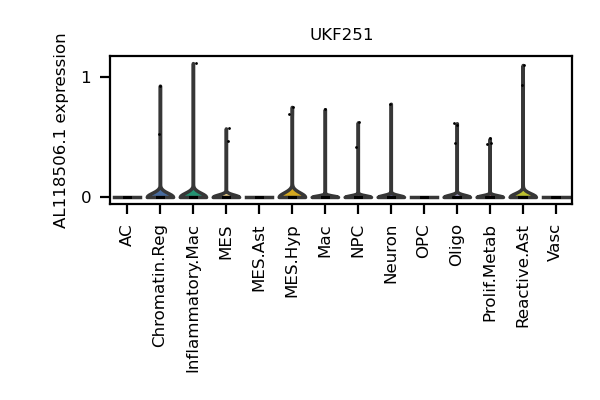 UKF251
AL118506.1 expression
1
0
AC
Chromatin.Reg
Inflammatory.Mac
MES
MES.Ast
MES.Hyp
Mac
NPC
Neuron
OPC
Oligo
Prolif.Metab
Reactive.Ast
Vasc